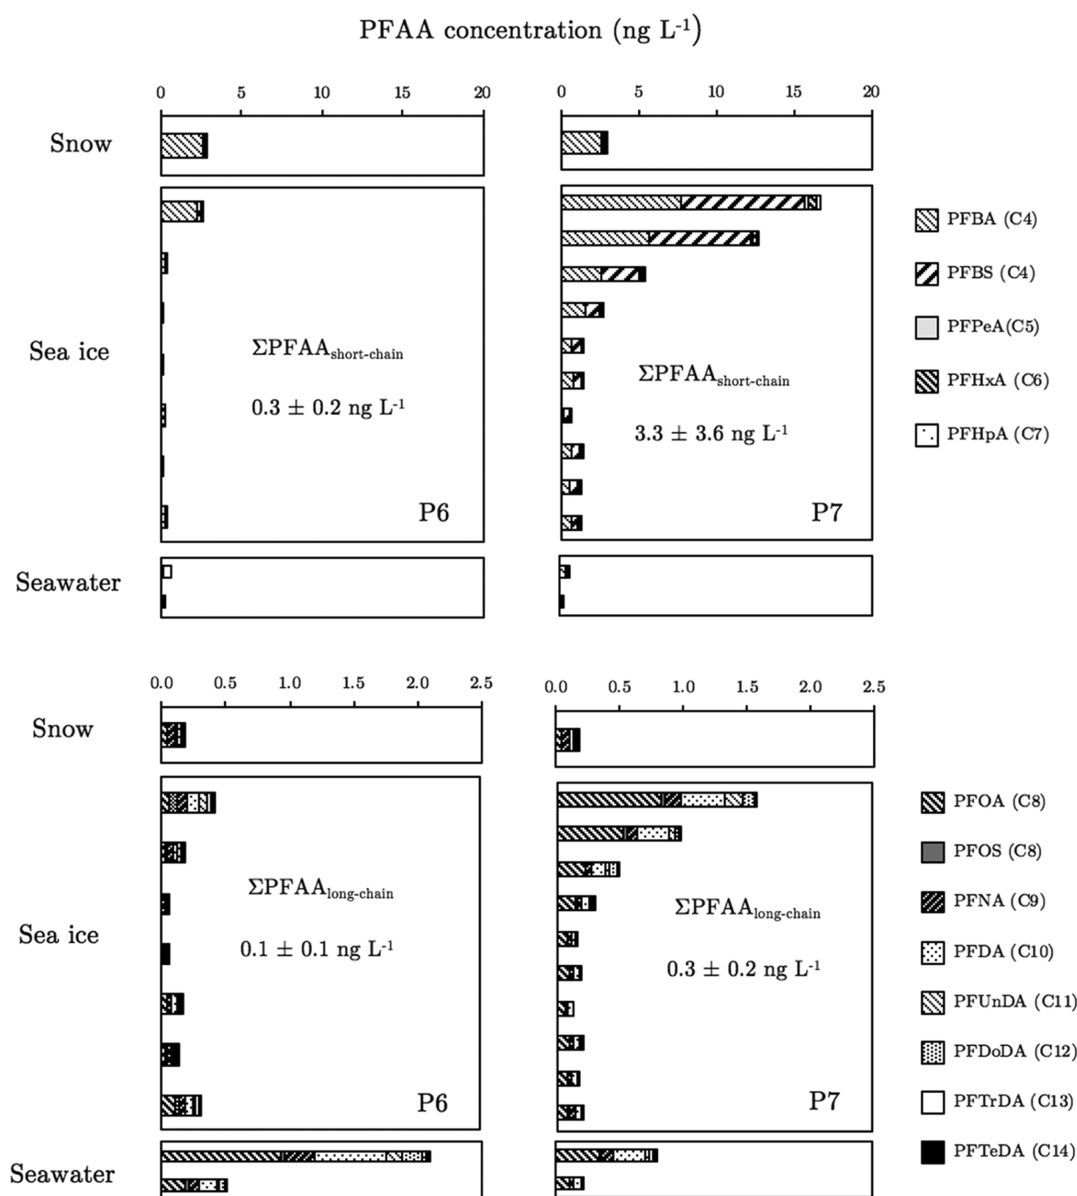 PFAA concentration (ng L-1)
0 5 10 15 20
0 5 10 15 20
Snow
Sea ice
ΣPFAAshort-chain
0.3 ± 0.2 ng L-1
P6
ΣPFAAshort-chain
3.3 ± 3.6 ng L-1
P7
Seawater
PFBA (C4)
PFBS (C4)
PFPeA(C5)
PFHxA (C6)
PFHpA (C7)
0.0 0.5 1.0 1.5 2.0 2.5
0.0 0.5 1.0 1.5 2.0 2.5
Snow
Sea ice
ΣPFAAlong-chain
0.1 ± 0.1 ng L-1
P6
ΣPFAAlong-chain
0.3 ± 0.2 ng L-1
P7
Seawater
PFOA (C8)
PFOS (C8)
PFNA (C9)
PFDA (C10)
PFUnDA (C11)
PFDoDA (C12)
PFTrDA (C13)
PFTeDA (C14)